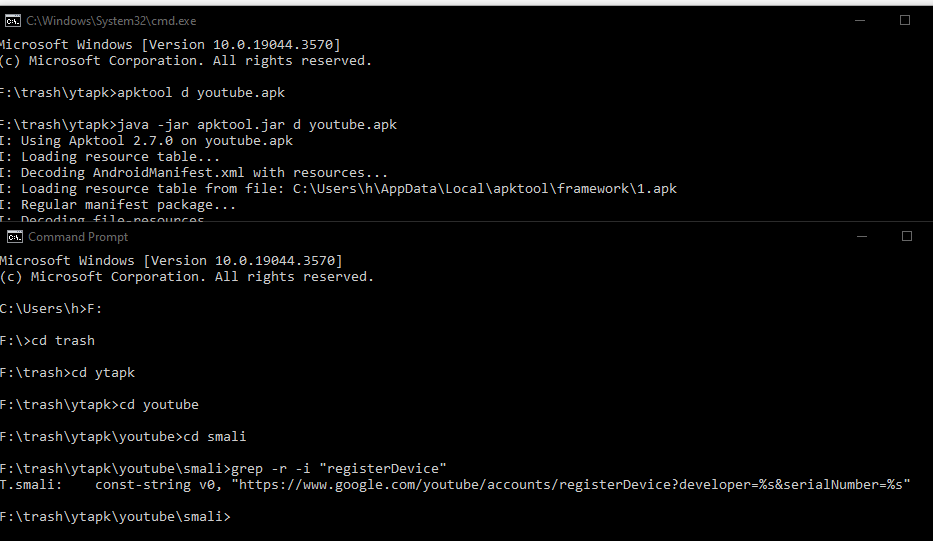 C:\Windows\System32\cmd.exe
Microsoft Windows [Version 10.0.19044.3570]
(c) Microsoft Corporation. All rights reserved.
F:\trash\ytapk>apktool d youtube.apk
F:\trash\ytapk>java -jar apktool.jar d youtube.apk
I: Using Apktool 2.7.0 on youtube.apk
I: Loading resource table...
I: Decoding AndroidManifest.xml with resources...
I: Loading resource table from file: C:\Users\h\AppData\Local\apktool\framework\1.apk
I: Regular manifest package...
I: Decoding file-resources
Command Prompt
Microsoft Windows [Version 10.0.19044.3570]
(c) Microsoft Corporation. All rights reserved.
C:\Users\h>F:
F:\>cd trash
F:\trash>cd ytapk
F:\trash\ytapk>cd youtube
F:\trash\ytapk\youtube>cd smali
F:\trash\ytapk\youtube\smali>grep -r -i "registerDevice"
T.smali:    const-string v0, "https://www.google.com/youtube/accounts/registerDevice?developer=%s&serialNumber=%s"
F:\trash\ytapk\youtube\smali>